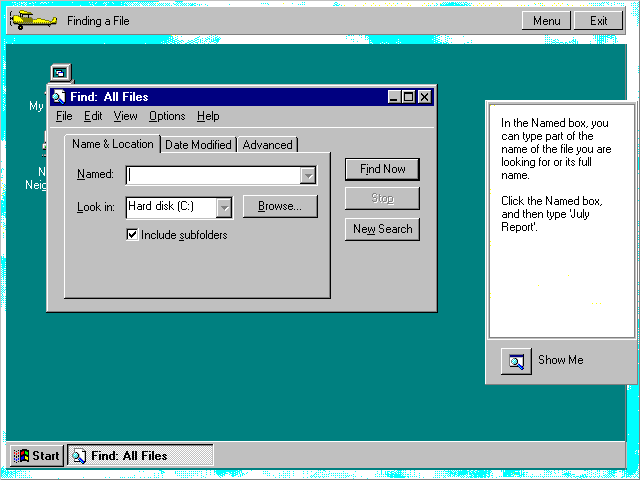 Finding a File
Menu
Exit
My
N
Neig
Find: All Files
File Edit View Options Help
Name & Location
Date Modified
Advanced
Named:
Look in:
Hard disk (C:)
Browse...
Include subfolders
Find Now
Stop
New Search
In the Named box, you
can type part of the
name of the file you are
looking for or its full
name.
Click the Named box,
and then type 'July
Report'.
Show Me
Start
Find: All Files